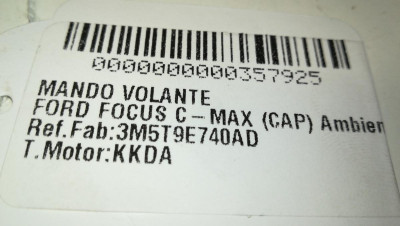 0000000000357925
MANDO VOLANTE
FORD FOCUS C-MAX (CAP) Ambien
Ref.Fab:3M5T9E740AD
T.Motor:KKDA